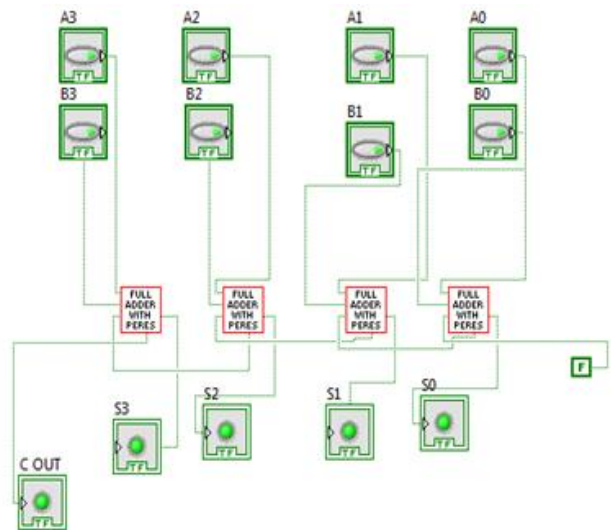 A3
A2
A1
A0
TF
TF
TF
TF
B3
B2
B1
B0
TF
TF
TF
TF
FULL
ADDER
WITH
PERES
FULL
ADDER
WITH
PERES
FULL
ADDER
WITH
PERES
FULL
ADDER
WITH
PERES
F
S3
S2
S1
S0
TF
TF
TF
TF
C OUT
TF